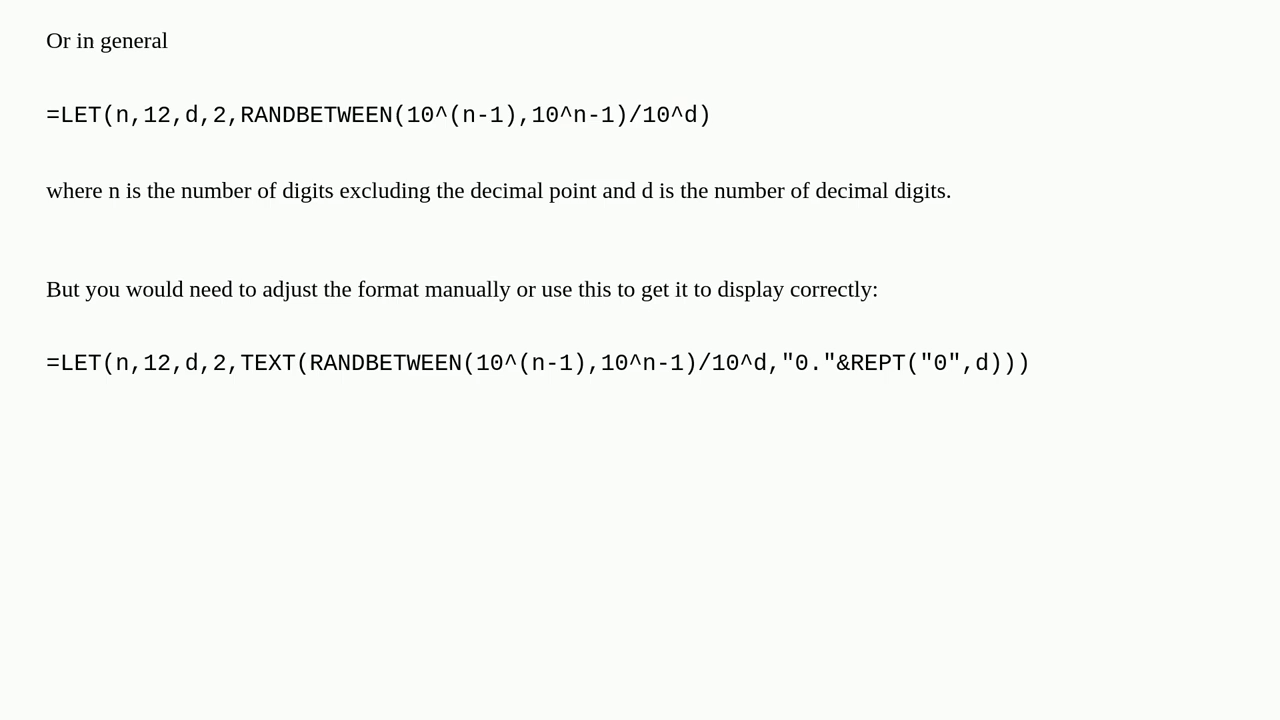 Or in general
=LET(n,12,d,2,RANDBETWEEN(10^(n-1),10^n-1)/10^d)
where n is the number of digits excluding the decimal point and d is the number of decimal digits.
But you would need to adjust the format manually or use this to get it to display correctly:
=LET(n,12,d,2,TEXT(RANDBETWEEN(10^(n-1),10^n-1)/10^d,"0."&REPT("0",d)))